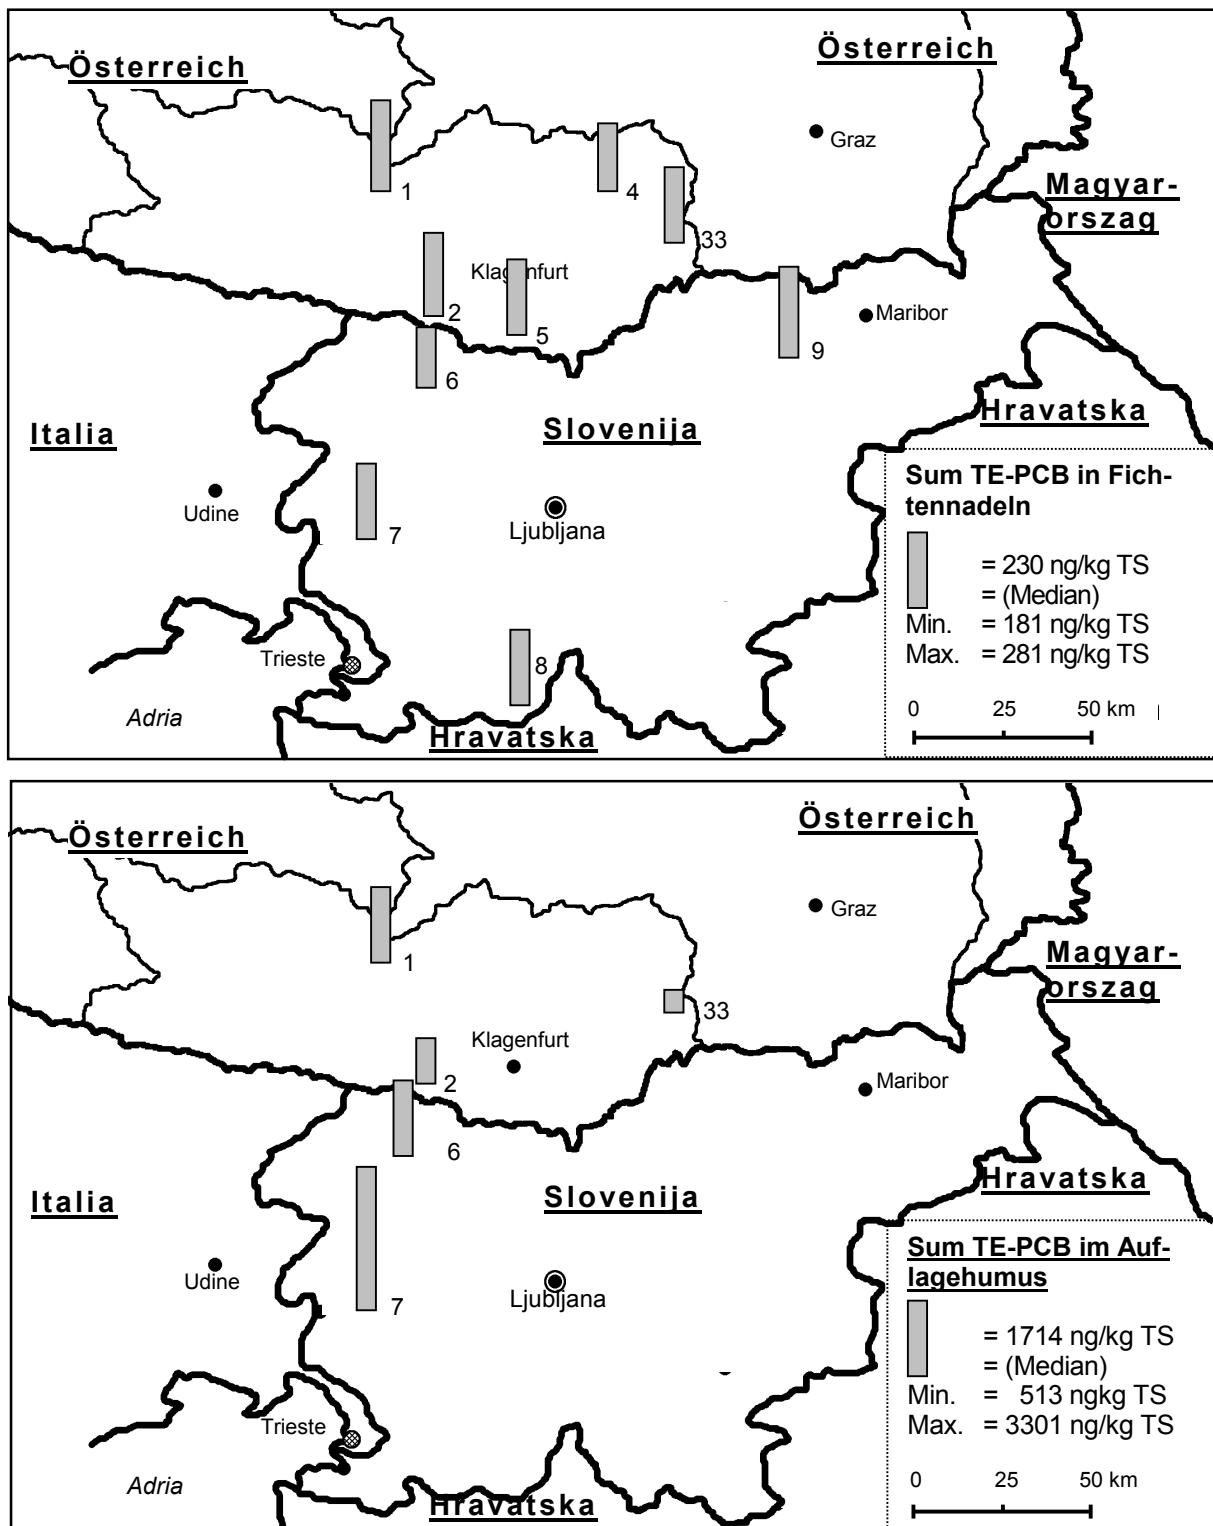 Österreich
Österreich
Graz
Magyar-
orszag
1
4
33
Klagenfurt
2
5
Maribor
9
6
Hravatska
Italia
Slovenija
Udine
7
Ljubljana
Trieste
8
Adria
Hravatska
Sum TE-PCB in Fich-
tennadeln
= 230 ng/kg TS
= (Median)
Min. = 181 ng/kg TS
Max. = 281 ng/kg TS
0 25 50 km
Österreich
Österreich
Graz
Magyar-
orszag
1
33
Klagenfurt
2
Maribor
6
Hravatska
Italia
Slovenija
Udine
Ljubljana
7
Trieste
Adria
Hravatska
Sum TE-PCB im Auf-
lagehumus
= 1714 ng/kg TS
= (Median)
Min. = 513 ngkg TS
Max. = 3301 ng/kg TS
0 25 50 km